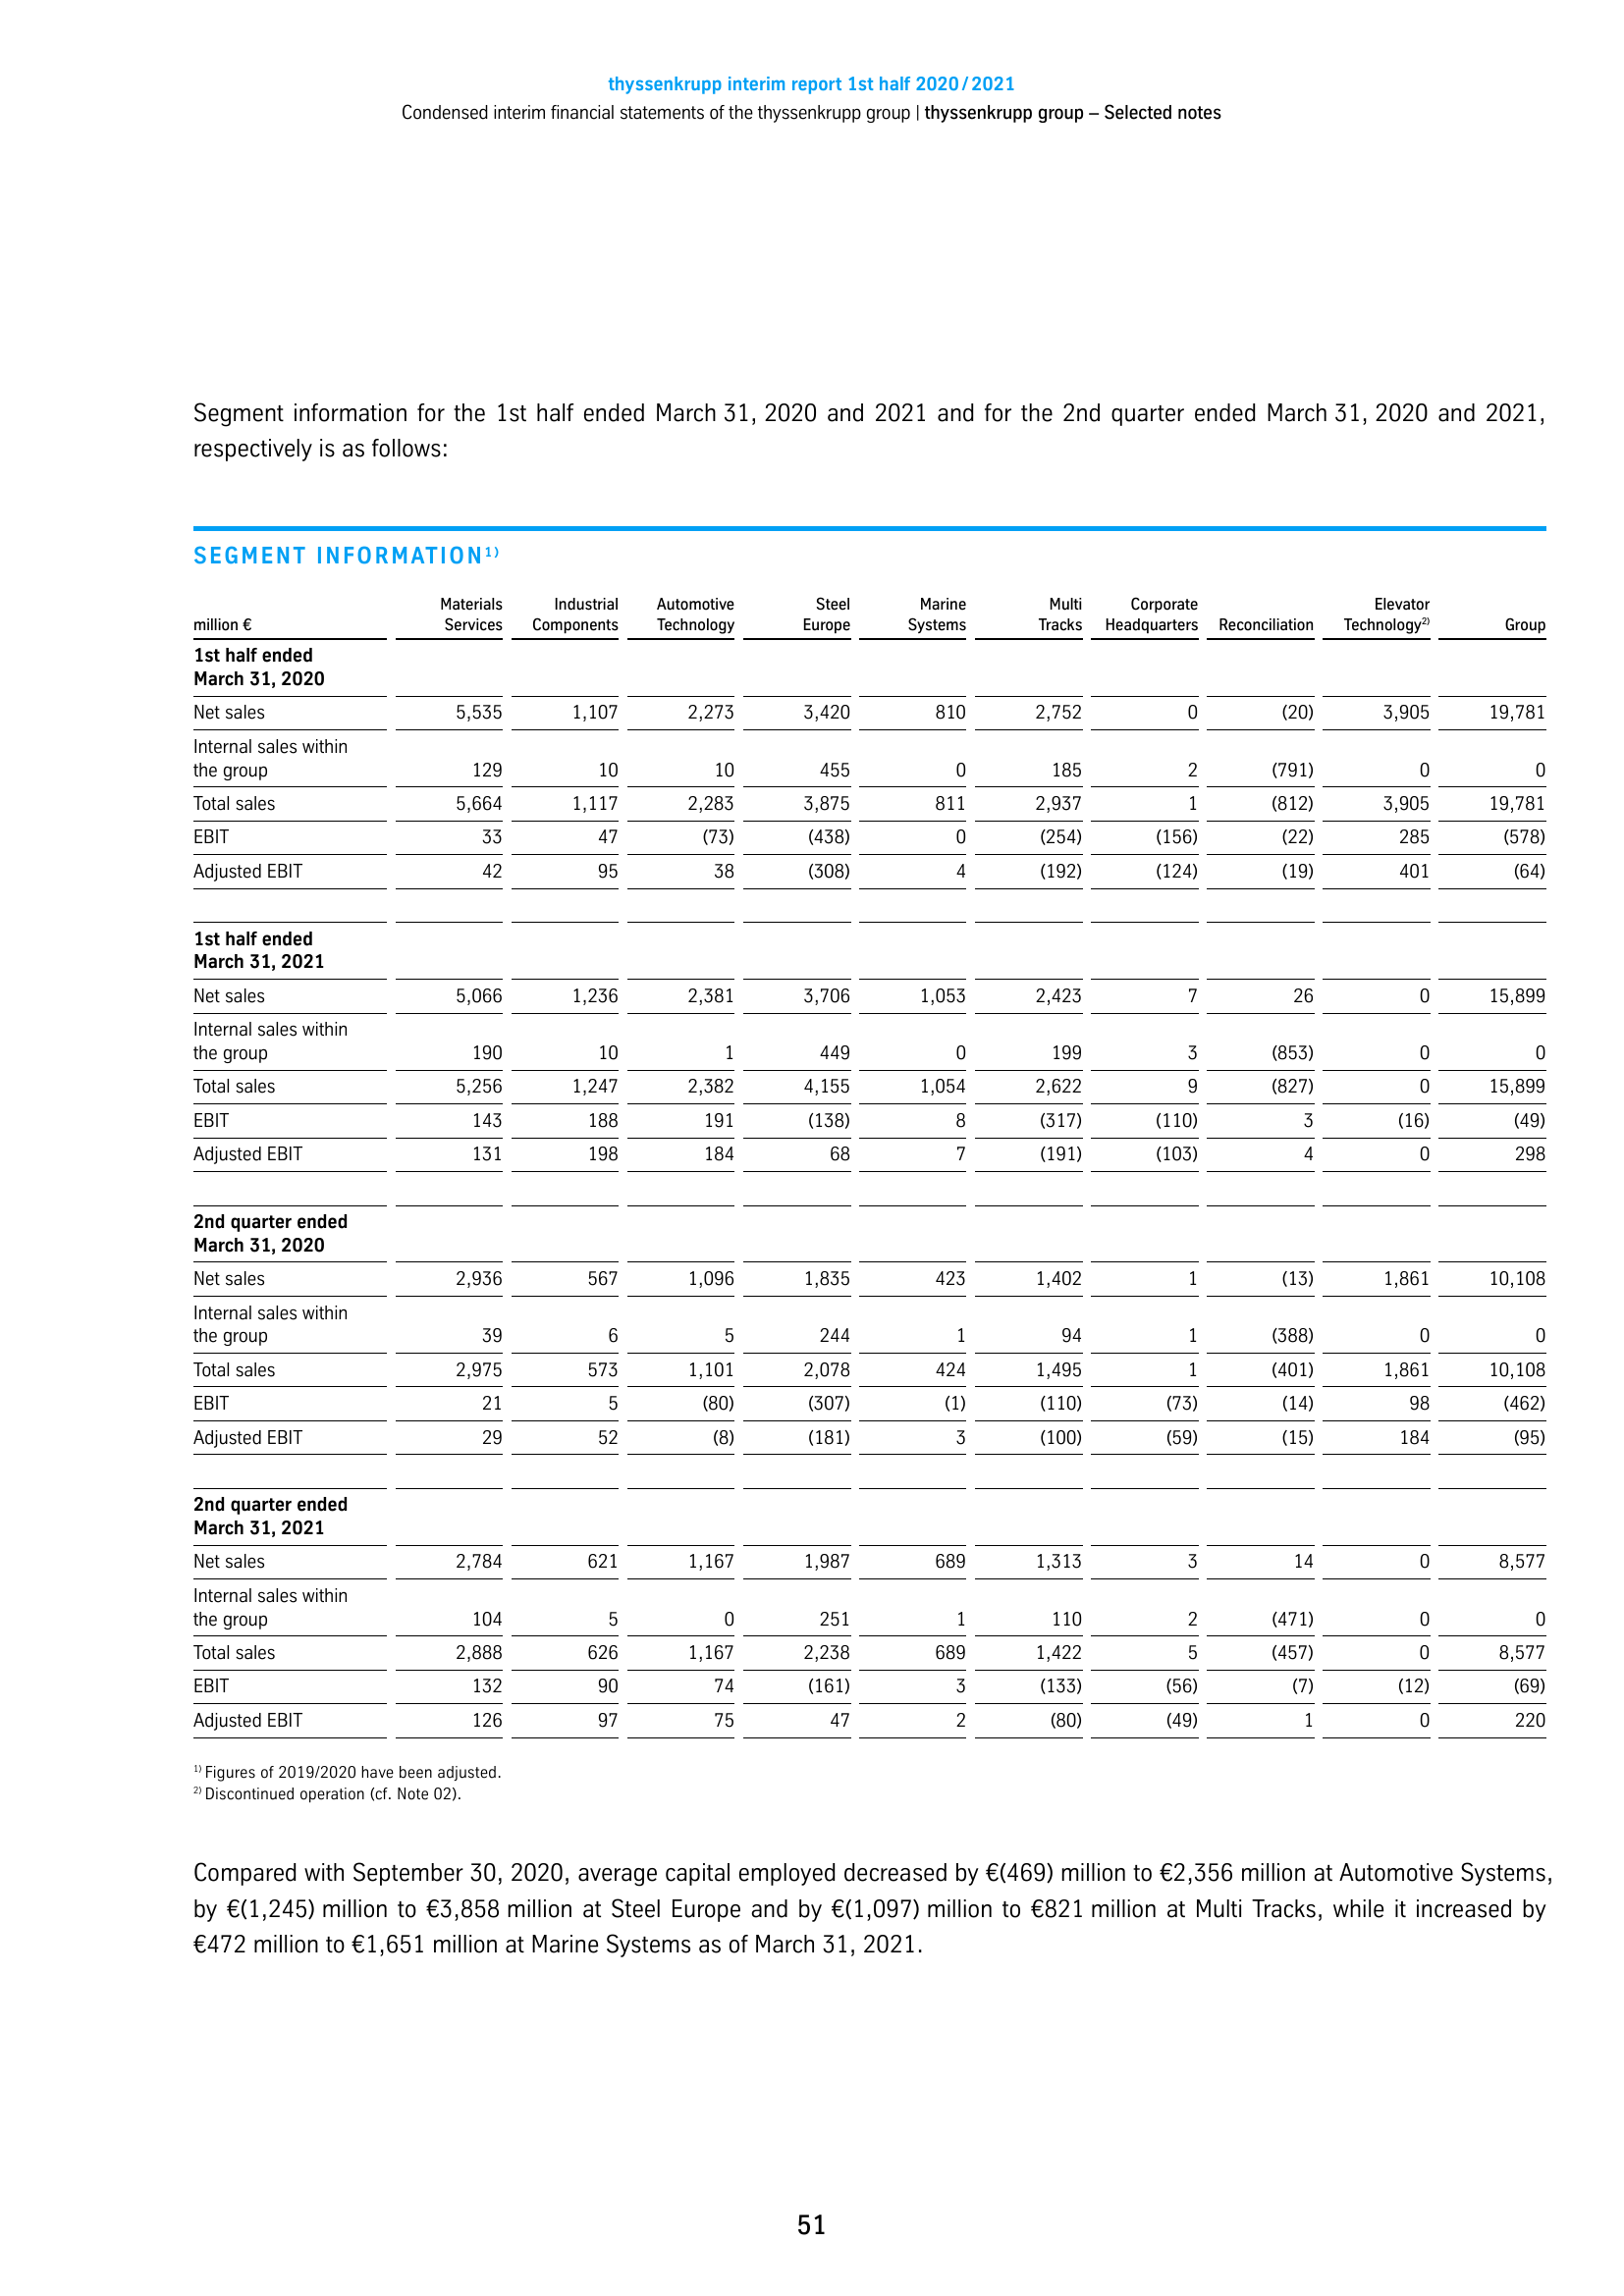 thyssenkrupp interim report 1st half 2020 / 2021
Condensed interim financial statements of the thyssenkrupp group | thyssenkrupp group – Selected notes
Segment information for the 1st half ended March 31, 2020 and 2021 and for the 2nd quarter ended March 31, 2020 and 2021,
respectively is as follows:
SEGMENT INFORMATION¹⁾
million € Materials Services Industrial Components Automotive Technology Steel Europe Marine Systems Multi Tracks Corporate Headquarters Reconciliation Elevator Technology²⁾ Group
1st half ended
March 31, 2020
Net sales 5,535 1,107 2,273 3,420 810 2,752 0 (20) 3,905 19,781
Internal sales within
the group 129 10 10 455 0 185 2 (791) 0 0
Total sales 5,664 1,117 2,283 3,875 811 2,937 1 (812) 3,905 19,781
EBIT 33 47 (73) (438) 0 (254) (156) (22) 285 (578)
Adjusted EBIT 42 95 38 (308) 4 (192) (124) (19) 401 (64)
1st half ended
March 31, 2021
Net sales 5,066 1,236 2,381 3,706 1,053 2,423 7 26 0 15,899
Internal sales within
the group 190 10 1 449 0 199 3 (853) 0 0
Total sales 5,256 1,247 2,382 4,155 1,054 2,622 9 (827) 0 15,899
EBIT 143 188 191 (138) 8 (317) (110) 3 (16) (49)
Adjusted EBIT 131 198 184 68 7 (191) (103) 4 0 298
2nd quarter ended
March 31, 2020
Net sales 2,936 567 1,096 1,835 423 1,402 1 (13) 1,861 10,108
Internal sales within
the group 39 6 5 244 1 94 1 (388) 0 0
Total sales 2,975 573 1,101 2,078 424 1,495 1 (401) 1,861 10,108
EBIT 21 5 (80) (307) (1) (110) (73) (14) 98 (462)
Adjusted EBIT 29 52 (8) (181) 3 (100) (59) (15) 184 (95)
2nd quarter ended
March 31, 2021
Net sales 2,784 621 1,167 1,987 689 1,313 3 14 0 8,577
Internal sales within
the group 104 5 0 251 1 110 2 (471) 0 0
Total sales 2,888 626 1,167 2,238 689 1,422 5 (457) 0 8,577
EBIT 132 90 74 (161) 3 (133) (56) (7) (12) (69)
Adjusted EBIT 126 97 75 47 2 (80) (49) 1 0 220
¹⁾ Figures of 2019/2020 have been adjusted.
²⁾ Discontinued operation (cf. Note 02).
Compared with September 30, 2020, average capital employed decreased by €(469) million to €2,356 million at Automotive Systems,
by €(1,245) million to €3,858 million at Steel Europe and by €(1,097) million to €821 million at Multi Tracks, while it increased by
€472 million to €1,651 million at Marine Systems as of March 31, 2021.
51